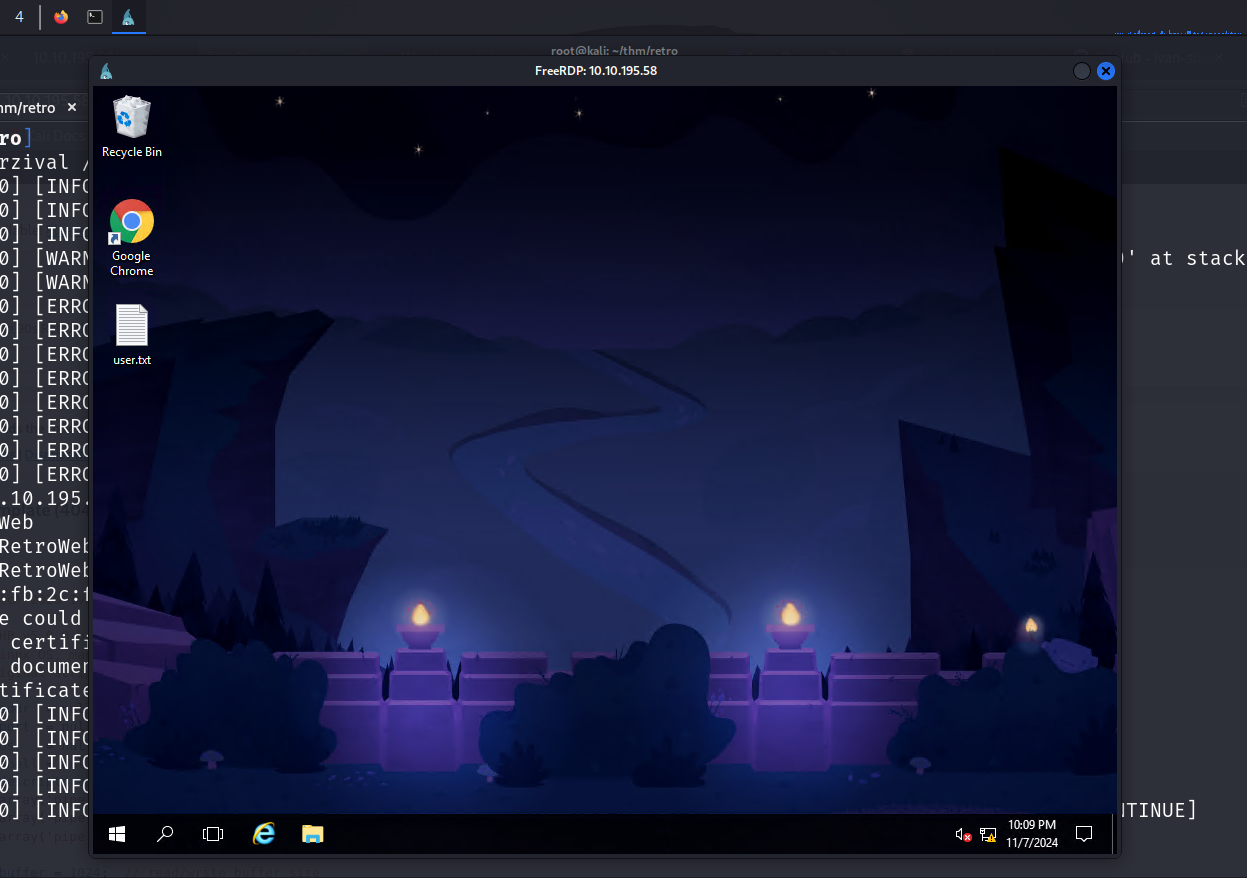 4
root@kali: ~/thm/retro
FreeRDP: 10.10.195.58
hm/retro
ro]
rzival /
0] [INFO
0] [INFO
0] [INFO
0] [WARN
' at stack
0] [WARN
0] [ERRO
0] [ERRO
0] [ERRO
0] [ERRO
0] [ERRO
0] [ERRO
0] [ERRO
0] [ERRO
.10.195.
Web
RetroWeb
RetroWeb
:fb:2c:f
e could
certifi
documen
tificate
0] [INFO
0] [INFO
0] [INFO
0] [INFO
0] [INFO
NTINUE]
Recycle Bin
Google
Chrome
user.txt
10:09 PM
11/7/2024